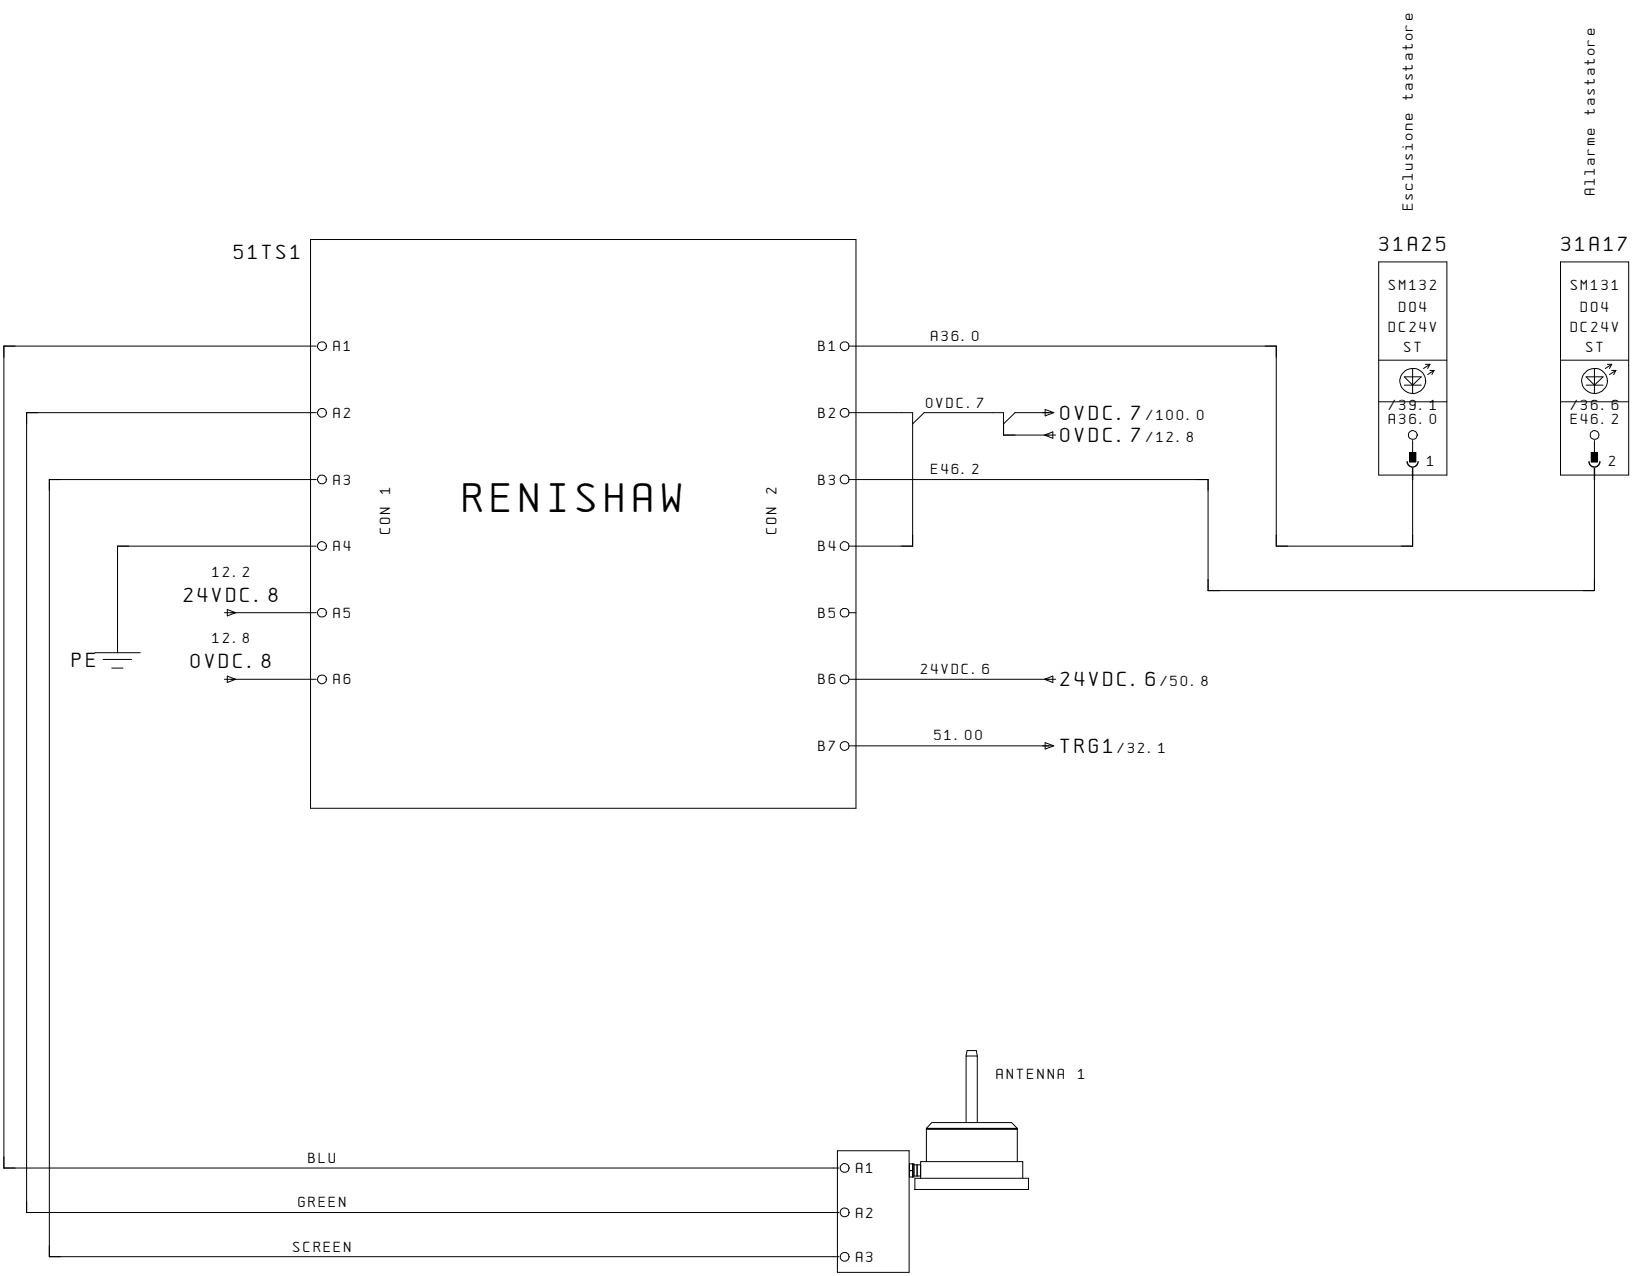 Esclusione tastatore
Allarme tastatore
51TS1
31A25
31A17
SM132
DO4
DC24V
ST
/39.1
A36.0
1
SM131
DO4
DC24V
ST
/36.6
E46.2
2
RENISHAW
CON 1
CON 2
A1
A2
A3
A4
A5
A6
12.2
24VDC.8
12.8
0VDC.8
PE
B1
A36.0
B2
0VDC.7
0VDC.7/100.0
0VDC.7/12.8
B3
E46.2
B4
B5
B6
24VDC.6
24VDC.6/50.8
B7
51.00
TRG1/32.1
ANTENNA 1
BLU
A1
GREEN
A2
SCREEN
A3